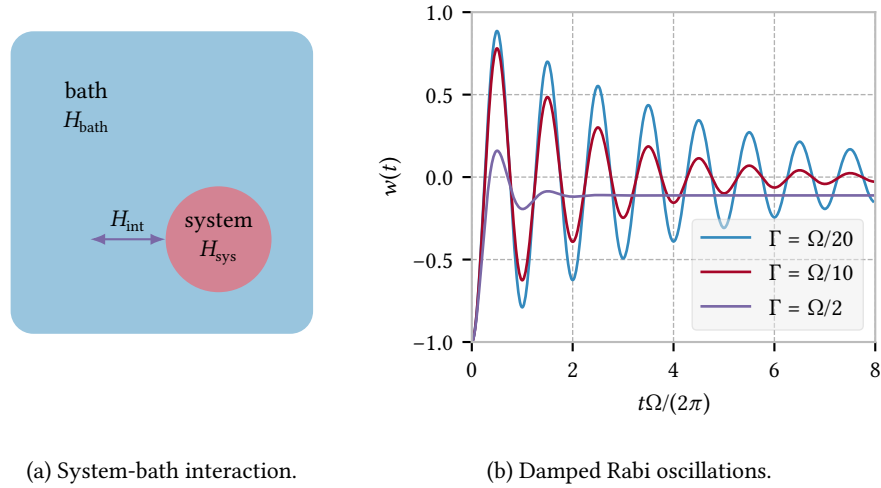 bath
H_bath
H_int
system
H_sys
(a) System-bath interaction.
1.0
0.5
0.0
−0.5
−1.0
w(t)
0 2 4 6 8
tΩ/(2π)
Γ = Ω/20
Γ = Ω/10
Γ = Ω/2
(b) Damped Rabi oscillations.